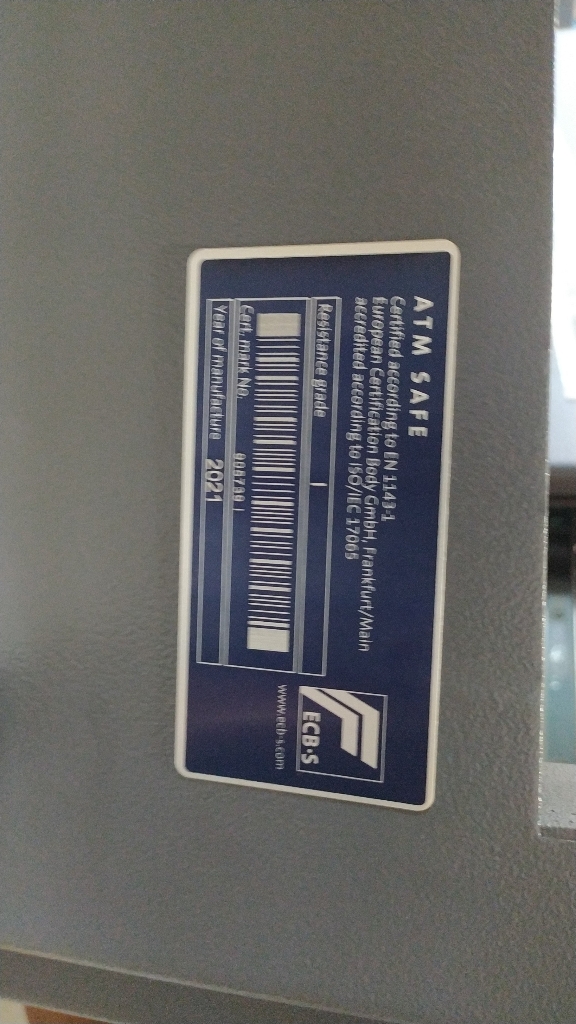 ATM SAFE
Certified according to EN 1143-1
European Certification Body GmbH, Frankfurt/Main
accredited according to ISO/IEC 17065
Resistance grade I
Cert. mark No.
Year of manufacture 2021
ECB·S
www.ecb-s.com